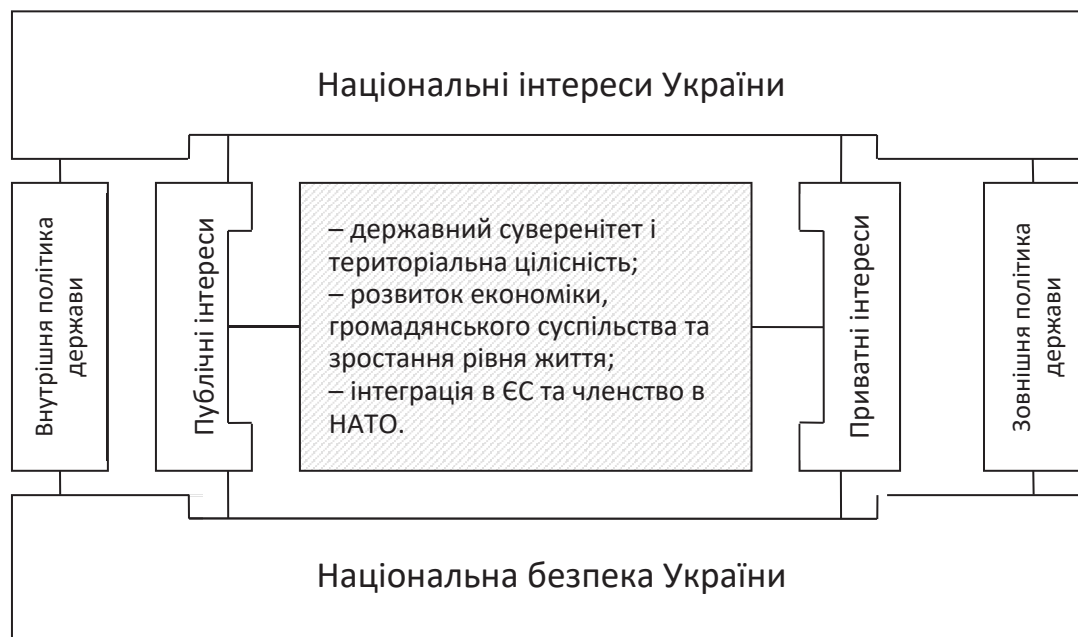 Національні інтереси України
Внутрішня політика
держави
Публічні інтереси
– державний суверенітет і
територіальна цілісність;
– розвиток економіки,
громадянського суспільства та
зростання рівня життя;
– інтеграція в ЄС та членство в
НАТО.
Приватні інтереси
Зовнішня політика
держави
Національна безпека України